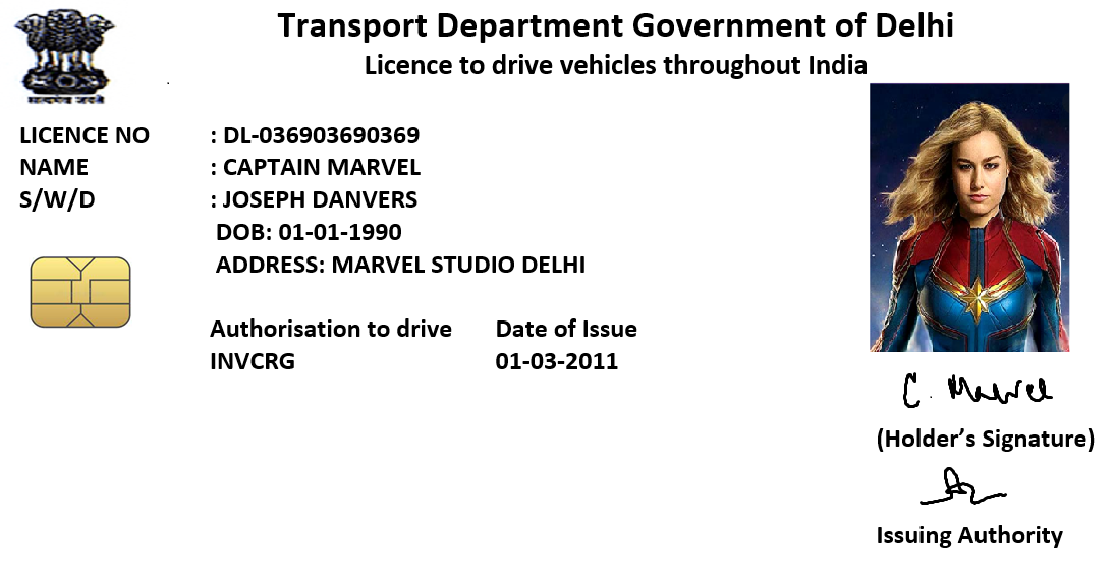 Transport Department Government of Delhi
Licence to drive vehicles throughout India
LICENCE NO : DL-036903690369
NAME : CAPTAIN MARVEL
S/W/D : JOSEPH DANVERS
DOB: 01-01-1990
ADDRESS: MARVEL STUDIO DELHI
Authorisation to drive Date of Issue
INVCRG 01-03-2011
C. Marvel
(Holder’s Signature)
Issuing Authority